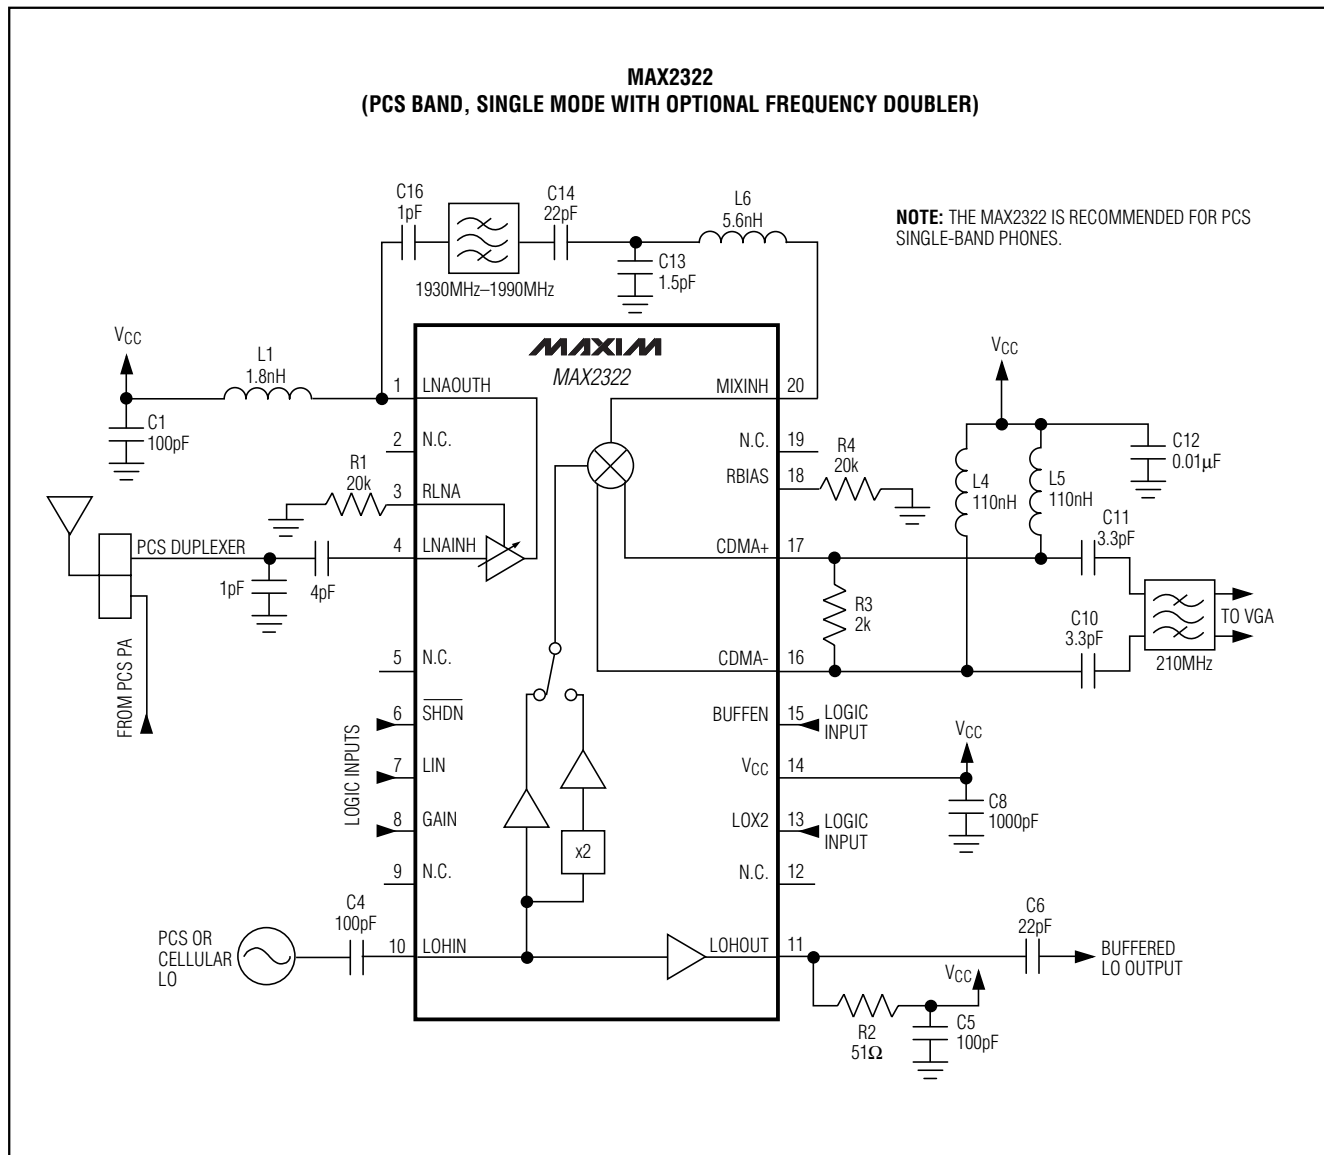 MAX2322
(PCS BAND, SINGLE MODE WITH OPTIONAL FREQUENCY DOUBLER)
C16
1pF
C14
22pF
L6
5.6nH
NOTE: THE MAX2322 IS RECOMMENDED FOR PCS
SINGLE-BAND PHONES.
C13
1.5pF
1930MHz–1990MHz
VCC
L1
1.8nH
C1
100pF
MAXIM
MAX2322
1 LNAOUTH
2 N.C.
R1
20k
3 RLNA
4 LNAINH
PCS DUPLEXER
1pF
4pF
FROM PCS PA
5 N.C.
6 SHDN
7 LIN
8 GAIN
LOGIC INPUTS
9 N.C.
C4
100pF
PCS OR
CELLULAR
LO
10 LOHIN
x2
MIXINH 20
N.C. 19
RBIAS 18
R4
20k
CDMA+ 17
CDMA- 16
BUFFEN 15
LOGIC
INPUT
VCC 14
LOX2 13
LOGIC
INPUT
N.C. 12
LOHOUT 11
VCC
L4
110nH
L5
110nH
C12
0.01μF
C11
3.3pF
R3
2k
C10
3.3pF
TO VGA
210MHz
VCC
C8
1000pF
C6
22pF
BUFFERED
LO OUTPUT
VCC
R2
51Ω
C5
100pF